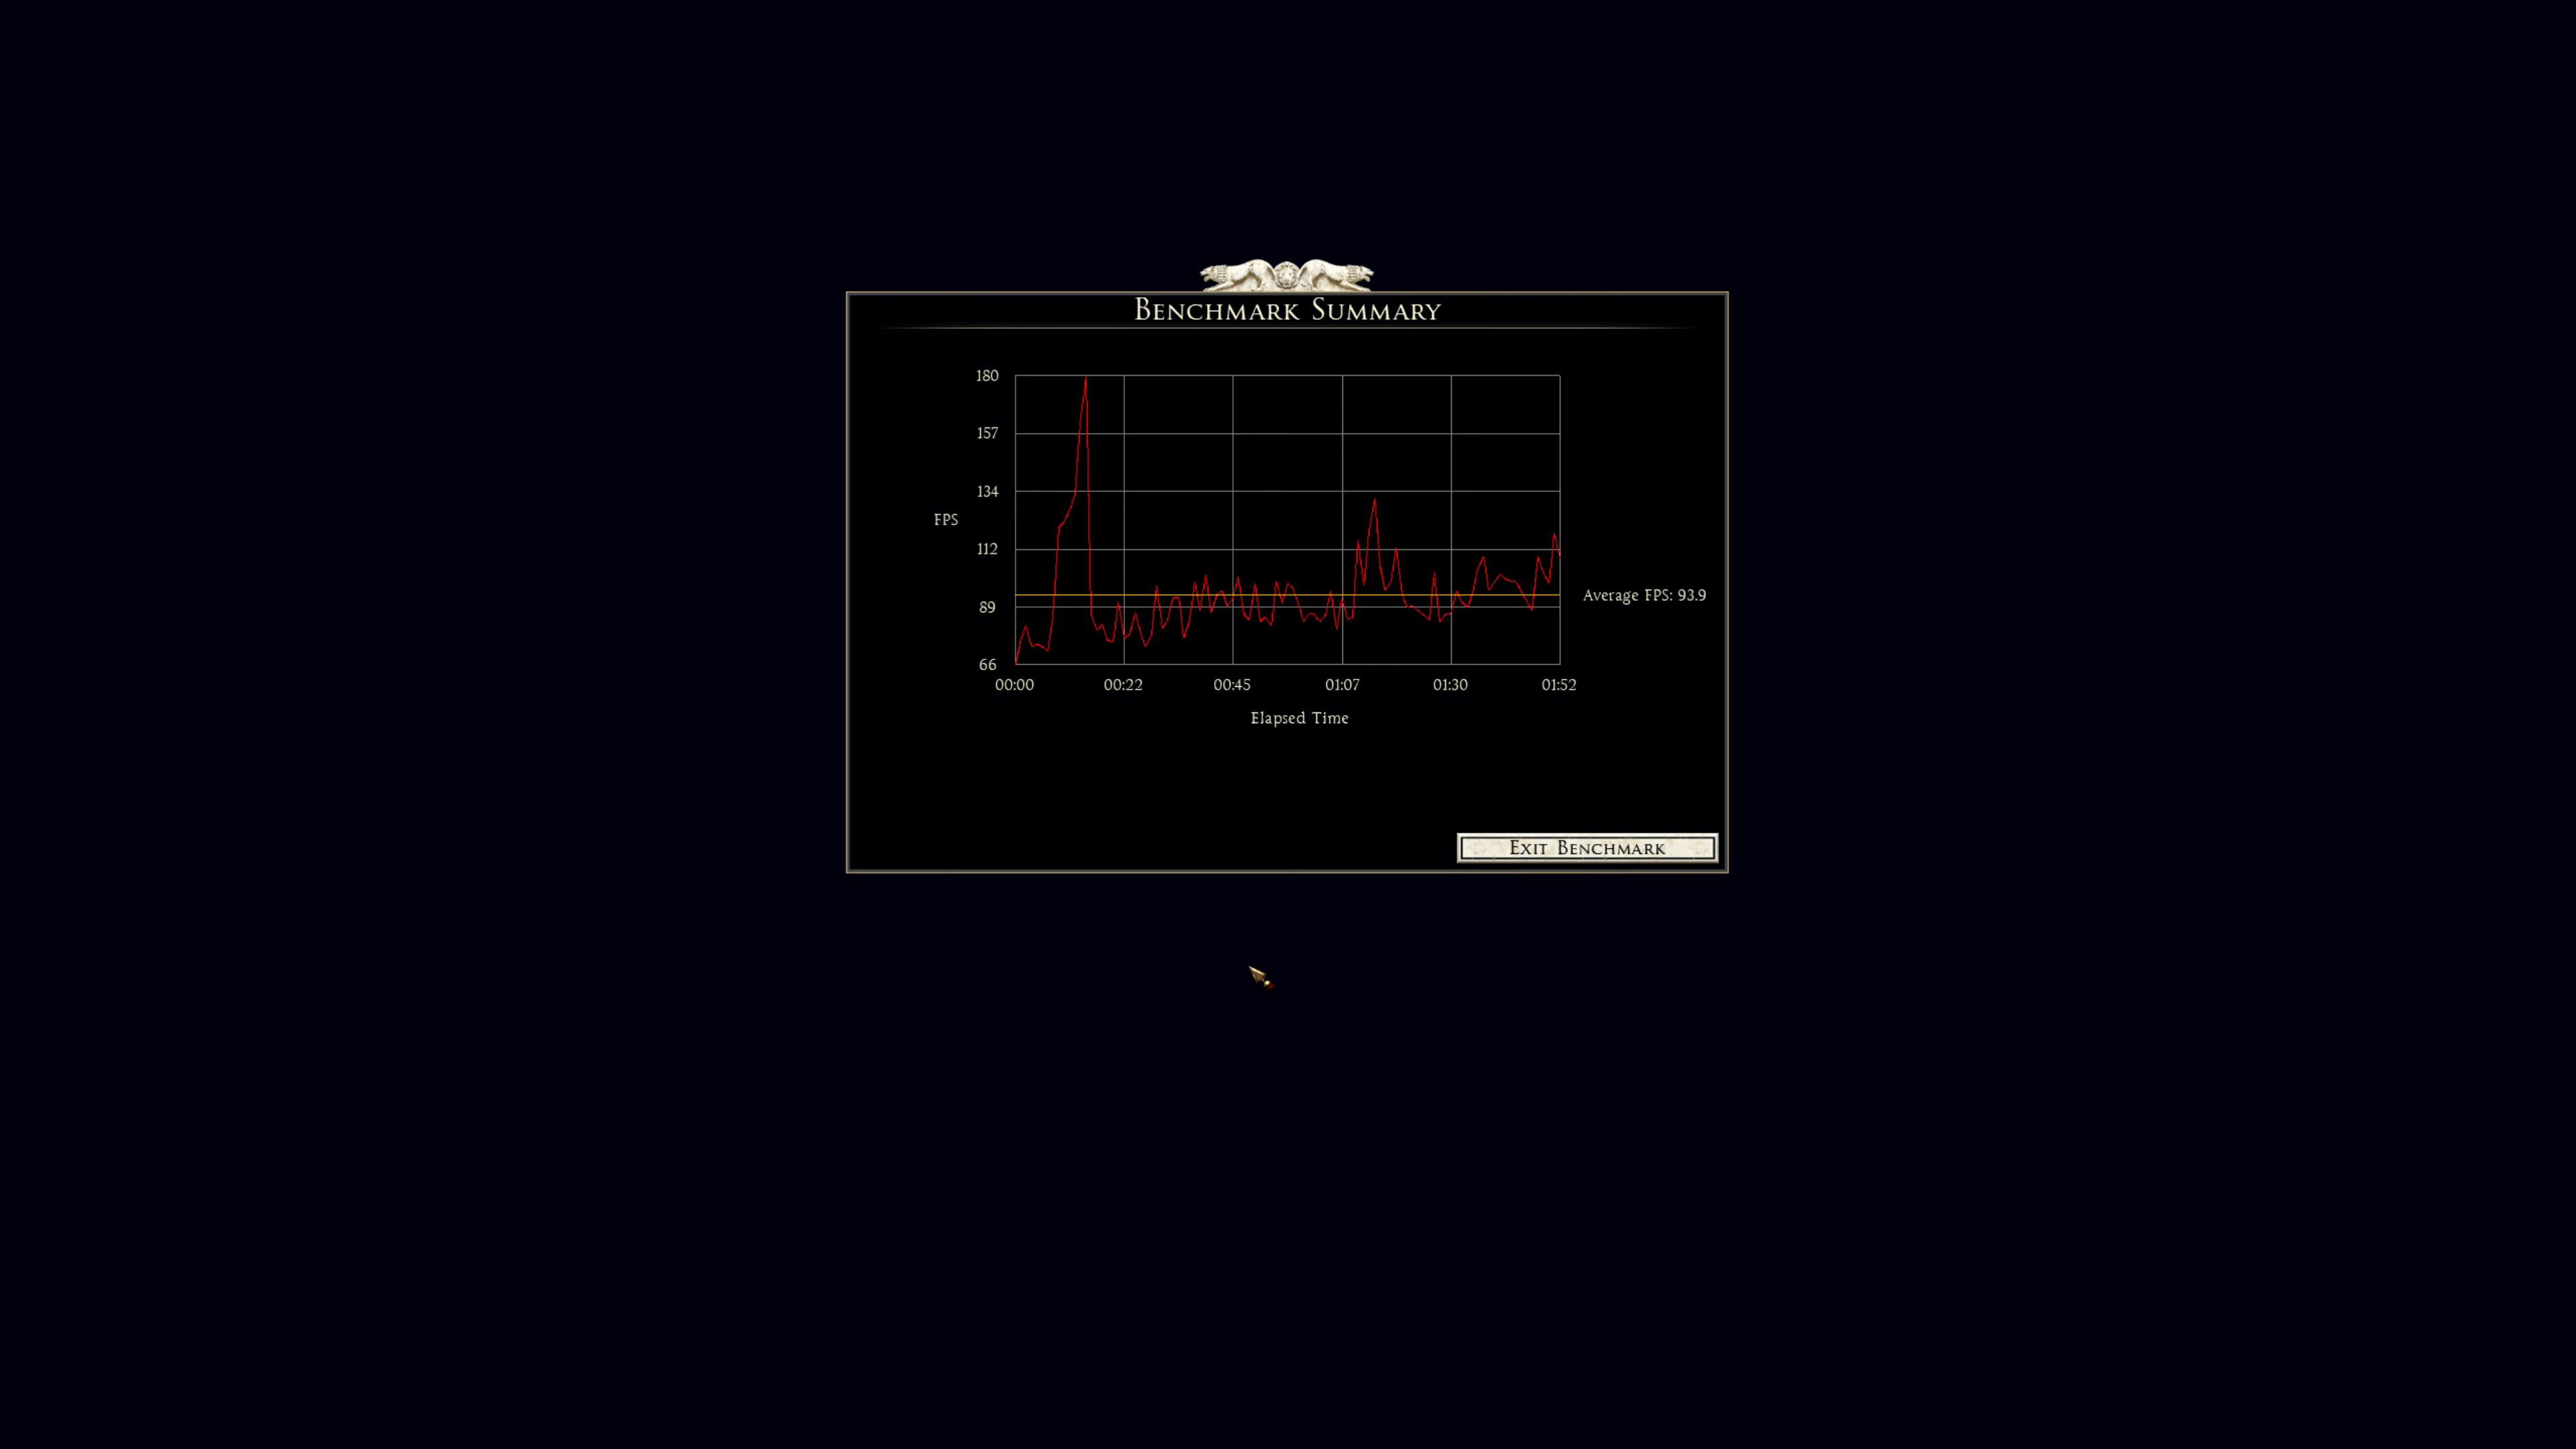 Benchmark Summary
180
157
134
FPS
112
Average FPS: 93.9
89
66
00:00 00:22 00:45 01:07 01:30 01:52
Elapsed Time
Exit Benchmark